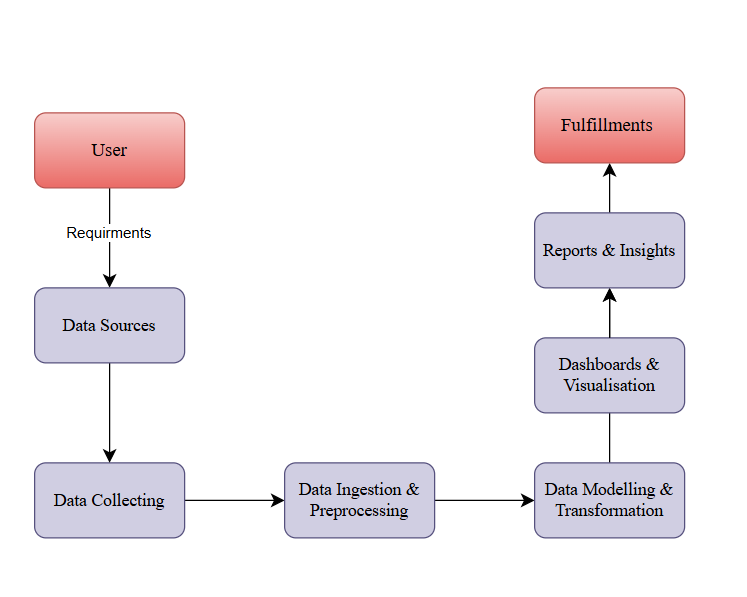 User
Requirments
Data Sources
Data Collecting
Data Ingestion &
Preprocessing
Data Modelling &
Transformation
Dashboards &
Visualisation
Reports & Insights
Fulfillments